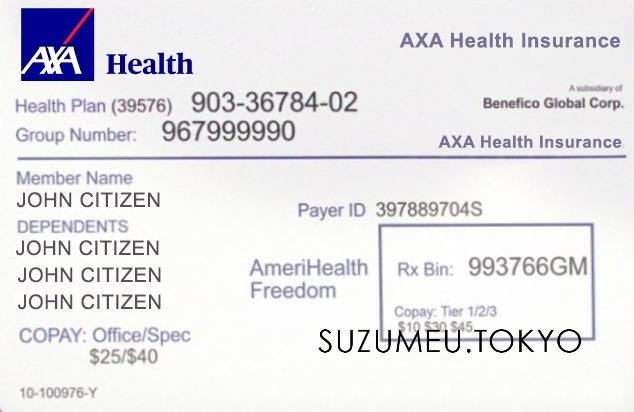 AXA Health
AXA Health Insurance
A subsidiary of
Benefico Global Corp.
Health Plan (39576) 903-36784-02
Group Number: 967999990
AXA Health Insurance
Member Name
JOHN CITIZEN
Payer ID 397889704S
DEPENDENTS
JOHN CITIZEN
JOHN CITIZEN
JOHN CITIZEN
AmeriHealth
Freedom
Rx Bin: 993766GM
Copay: Tier 1/2/3
$10 $30 $45
COPAY: Office/Spec
$25/$40
SUZUMEU.TOKYO
10-100976-Y